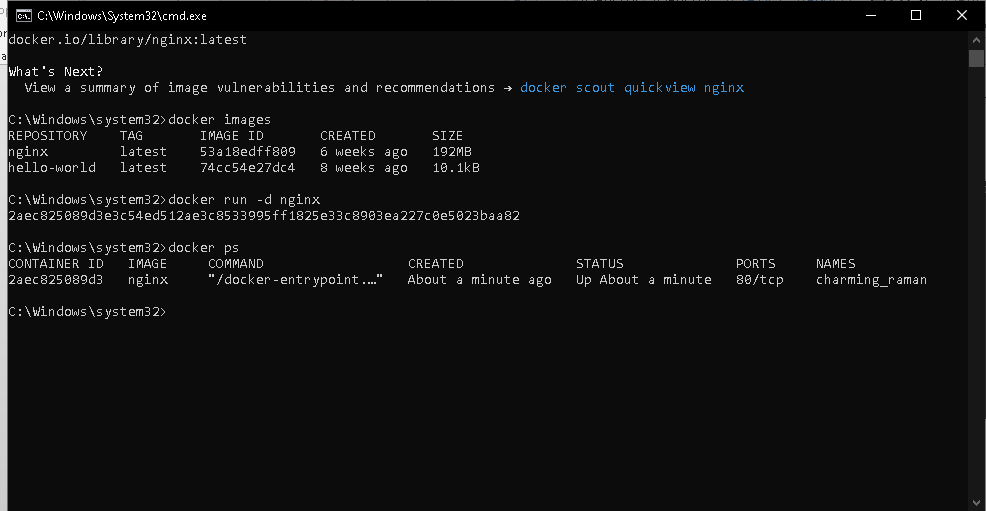 C:\Windows\System32\cmd.exe
docker.io/library/nginx:latest
What's Next?
View a summary of image vulnerabilities and recommendations → docker scout quickview nginx
C:\Windows\system32>docker images
REPOSITORY TAG IMAGE ID CREATED SIZE
nginx latest 53a18edff809 6 weeks ago 192MB
hello-world latest 74cc54e27dc4 8 weeks ago 10.1kB
C:\Windows\system32>docker run -d nginx
2aec825089d3e3c54ed512ae3c8533995ff1825e33c8903ea227c0e5023baa82
C:\Windows\system32>docker ps
CONTAINER ID IMAGE COMMAND CREATED STATUS PORTS NAMES
2aec825089d3 nginx "/docker-entrypoint.…" About a minute ago Up About a minute 80/tcp charming_raman
C:\Windows\system32>